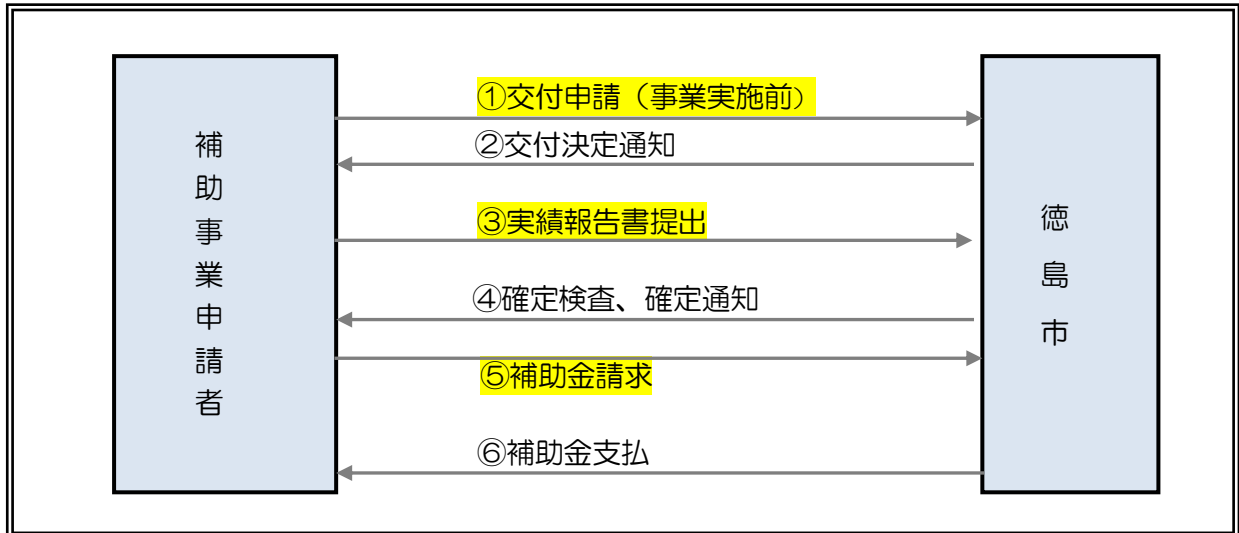 補助事業申請者
①交付申請（事業実施前）
②交付決定通知
③実績報告書提出
④確定検査、確定通知
⑤補助金請求
⑥補助金支払
徳島市